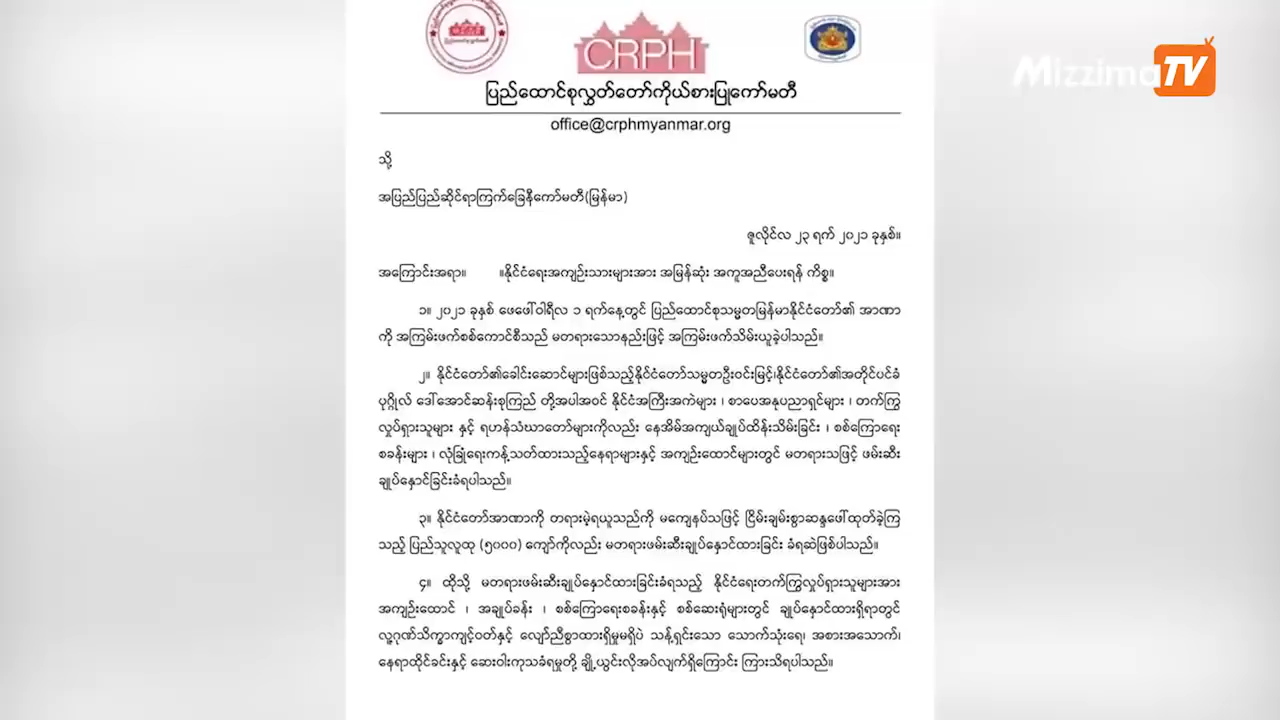 CRPH
MizzimaTV
ပြည်ထောင်စုလွှတ်တော်ကိုယ်စားပြုကော်မတီ
office@crphmyanmar.org
သို့
အပြည်ပြည်ဆိုင်ရာကြက်ခြေနီကော်မတီ(မြန်မာ)
ဇူလိုင်လ ၂၃ ရက် ၂၀၂၁ ခုနှစ်။
အကြောင်းအရာ။ ။နိုင်ငံရေးအကျဉ်းသားများအား အမြန်ဆုံး အကူအညီပေးရန် ကိစ္စ။
၁။ ၂၀၂၁ ခုနှစ် ဖေဖေါ်ဝါရီလ ၁ ရက်နေ့တွင် ပြည်ထောင်စုသမ္မတမြန်မာနိုင်ငံတော်၏ အာဏာ
ကို အကြမ်းဖက်စစ်ကောင်စီသည် မတရားသောနည်းဖြင့် အကြမ်းဖက်သိမ်းယူခဲ့ပါသည်။
၂။ နိုင်ငံတော်၏ခေါင်းဆောင်များဖြစ်သည့်နိုင်ငံတော်သမ္မတဦးဝင်းမြင့်၊နိုင်ငံတော်၏အတိုင်ပင်ခံ
ပုဂ္ဂိုလ် ဒေါ်အောင်ဆန်းစုကြည် တို့အပါအဝင် နိုင်ငံအကြီးအကဲများ ၊ စာပေအနုပညာရှင်များ ၊ တက်ကြွ
လှုပ်ရှားသူများ နှင့် ရဟန်သံဃာတော်များကိုလည်း နေအိမ်အကျယ်ချုပ်ထိန်းသိမ်းခြင်း ၊ စစ်ကြောရေး
စခန်းများ ၊ လုံခြုံရေးကန့်သတ်ထားသည့်နေရာများနှင့် အကျဉ်းထောင်များတွင် မတရားသဖြင့် ဖမ်းဆီး
ချုပ်နှောင်ခြင်းခံရပါသည်။
၃။ နိုင်ငံတော်အာဏာကို တရားမဲ့ရယူသည်ကို မကျေနပ်သဖြင့် ငြိမ်းချမ်းစွာဆန္ဒဖေါ်ထုတ်ခဲ့ကြ
သည့် ပြည်သူလူထု (၅၀၀၀) ကျော်ကိုလည်း မတရားဖမ်းဆီးချုပ်နှောင်ထားခြင်း ခံရဆဲဖြစ်ပါသည်။
၄။ ထိုသို့ မတရားဖမ်းဆီးချုပ်နှောင်ထားခြင်းခံရသည့် နိုင်ငံရေးတက်ကြွလှုပ်ရှားသူများအား
အကျဉ်းထောင် ၊ အချုပ်ခန်း ၊ စစ်ကြောရေးစခန်းနှင့် စစ်ဆေးရုံများတွင် ချုပ်နှောင်ထားရှိရာတွင်
လူ့ဂုဏ်သိက္ခာကျင့်ဝတ်နှင့် လျော်ညီစွာထားရှိမှုမရှိပဲ သန့်ရှင်းသော သောက်သုံးရေ၊ အစားအသောက်၊
နေရာထိုင်ခင်းနှင့် ဆေးဝါးကုသခံရမှုတို့ ချို့ယွင်းလိုအပ်လျက်ရှိကြောင်း ကြားသိရပါသည်။